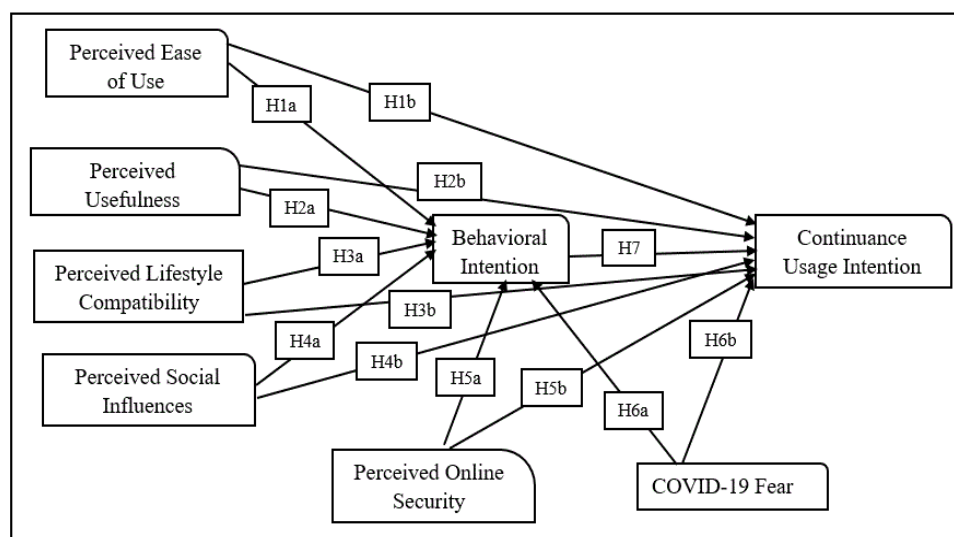 Perceived Ease
of Use
H1a
H1b
Perceived
Usefulness
H2a
H2b
Behavioral
Intention
H7
Continuance
Usage Intention
Perceived Lifestyle
Compatibility
H3a
H3b
Perceived Social
Influences
H4a
H4b
H5a
H5b
H6a
H6b
Perceived Online
Security
COVID-19 Fear